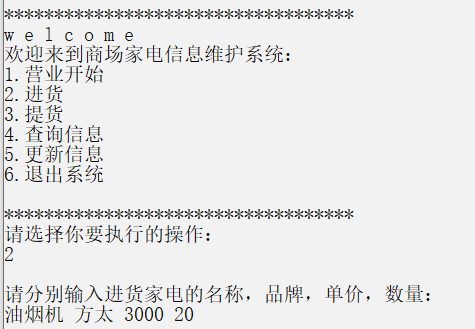 ***********************************
w e l c o m e
欢迎来到商场家电信息维护系统:
1.营业开始
2.进货
3.提货
4.查询信息
5.更新信息
6.退出系统
***********************************
请选择你要执行的操作:
2
请分别输入进货家电的名称，品牌，单价，数量:
油烟机 方太 3000 20